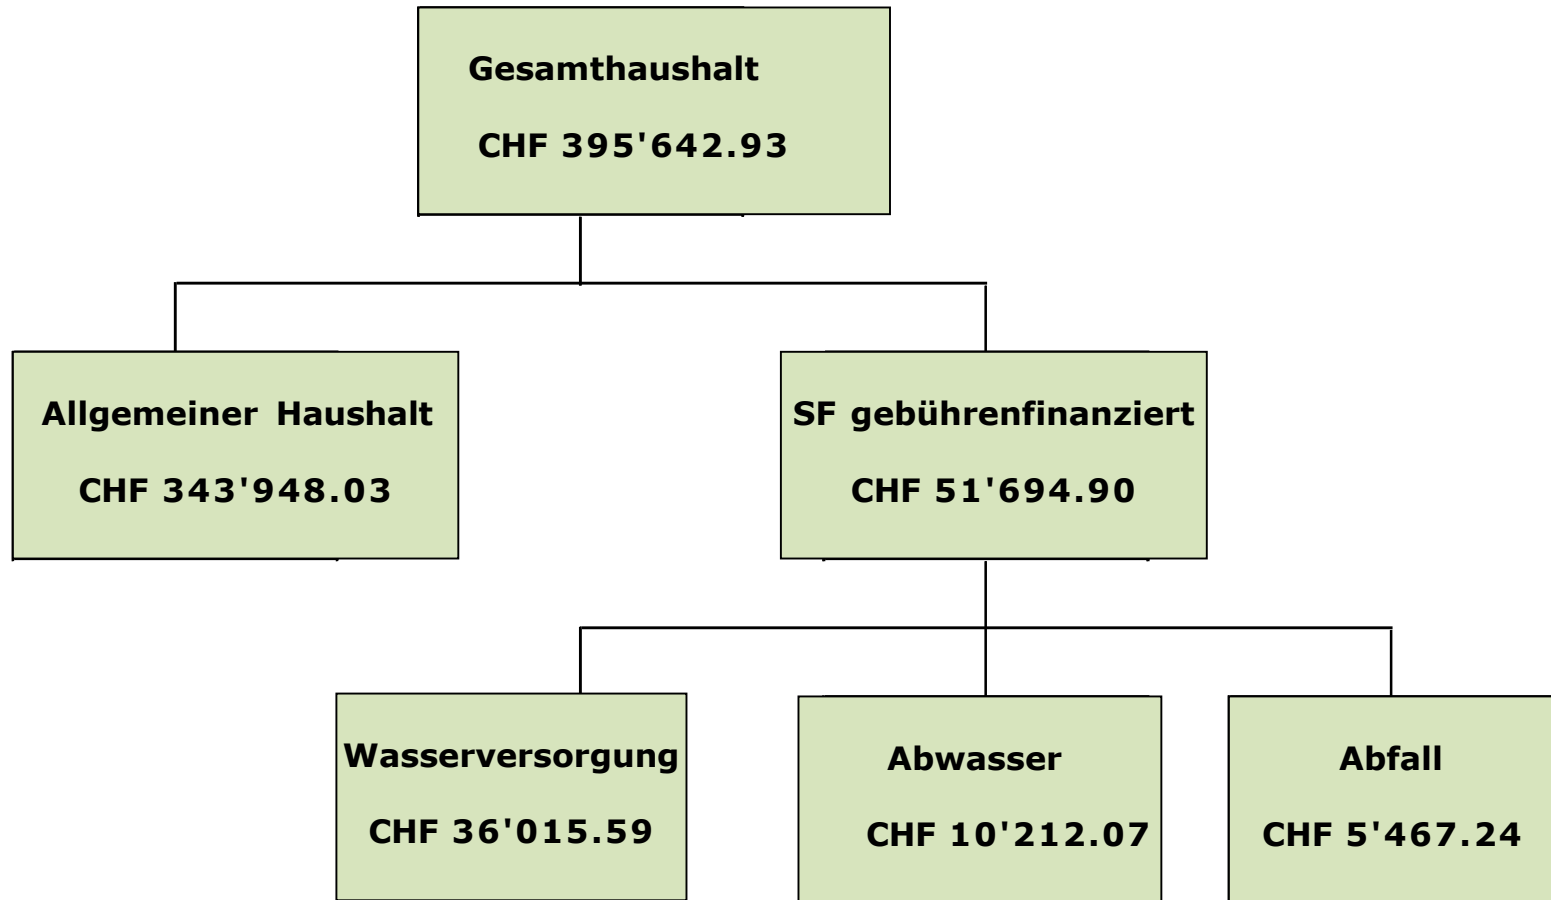 Gesamthaushalt
CHF 395'642.93
Allgemeiner Haushalt
CHF 343'948.03
SF gebührenfinanziert
CHF 51'694.90
Wasserversorgung
CHF 36'015.59
Abwasser
CHF 10'212.07
Abfall
CHF 5'467.24